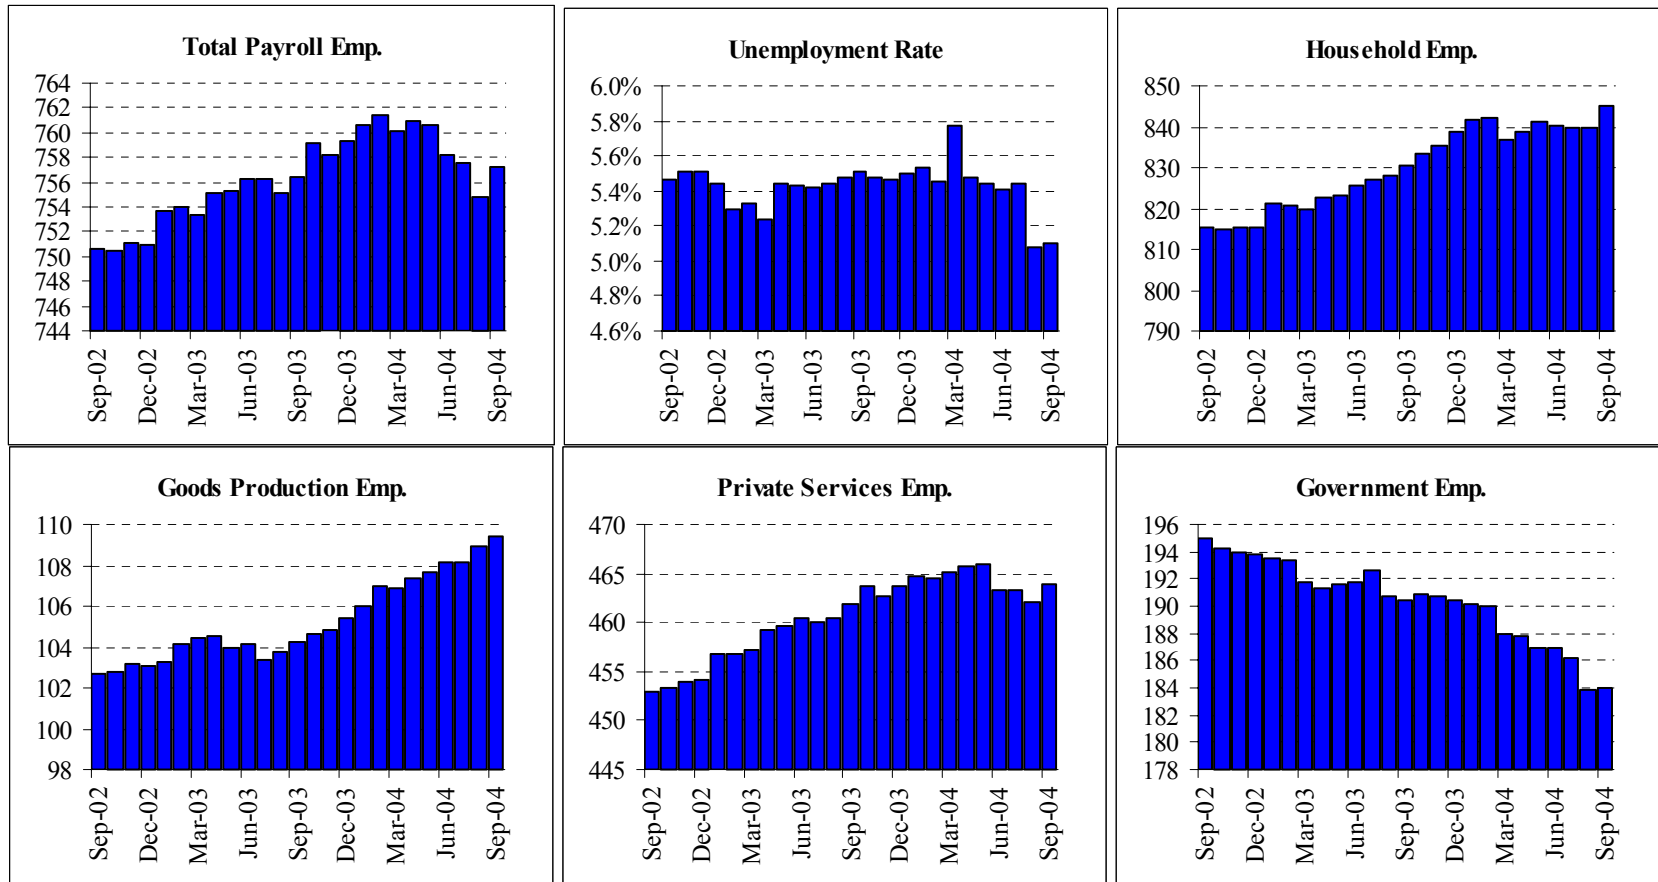 Total Payroll Emp.
764
762
760
758
756
754
752
750
748
746
744
Sep-02
Dec-02
Mar-03
Jun-03
Sep-03
Dec-03
Mar-04
Jun-04
Sep-04
Unemployment Rate
6.0%
5.8%
5.6%
5.4%
5.2%
5.0%
4.8%
4.6%
Sep-02
Dec-02
Mar-03
Jun-03
Sep-03
Dec-03
Mar-04
Jun-04
Sep-04
Household Emp.
850
840
830
820
810
800
790
Sep-02
Dec-02
Mar-03
Jun-03
Sep-03
Dec-03
Mar-04
Jun-04
Sep-04
Goods Production Emp.
110
108
106
104
102
100
98
Sep-02
Dec-02
Mar-03
Jun-03
Sep-03
Dec-03
Mar-04
Jun-04
Sep-04
Private Services Emp.
470
465
460
455
450
445
Sep-02
Dec-02
Mar-03
Jun-03
Sep-03
Dec-03
Mar-04
Jun-04
Sep-04
Government Emp.
196
194
192
190
188
186
184
182
180
178
Sep-02
Dec-02
Mar-03
Jun-03
Sep-03
Dec-03
Mar-04
Jun-04
Sep-04